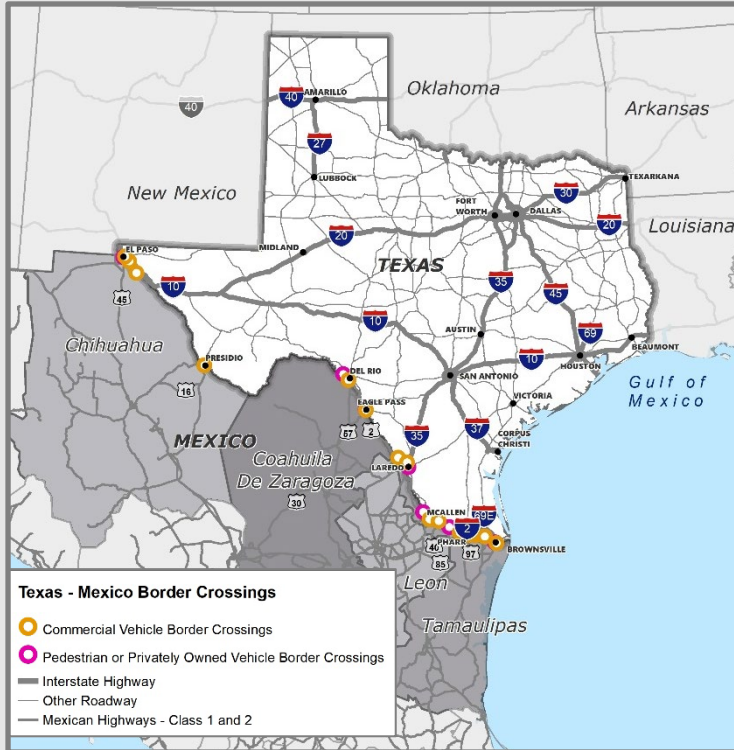 Oklahoma
Arkansas
40
AMARILLO
40
27
LUBBOCK
New Mexico
TEXARKANA
30
FORT
WORTH
DALLAS
20
Louisiana
EL PASO
MIDLAND
20
TEXAS
35
45
10
45
10
69
Chihuahua
AUSTIN
BEAUMONT
10
HOUSTON
PRESIDIO
DEL RIO
SAN ANTONIO
Gulf of
Mexico
16
EAGLE PASS
VICTORIA
MEXICO
57
2
35
37
CORPUS
CHRISTI
Coahuila
De Zaragoza
LAREDO
30
MCALLEN
69E
2
PHARR
40
97
BROWNSVILLE
85
Leon
Tamaulipas
Texas - Mexico Border Crossings
Commercial Vehicle Border Crossings
Pedestrian or Privately Owned Vehicle Border Crossings
Interstate Highway
Other Roadway
Mexican Highways - Class 1 and 2